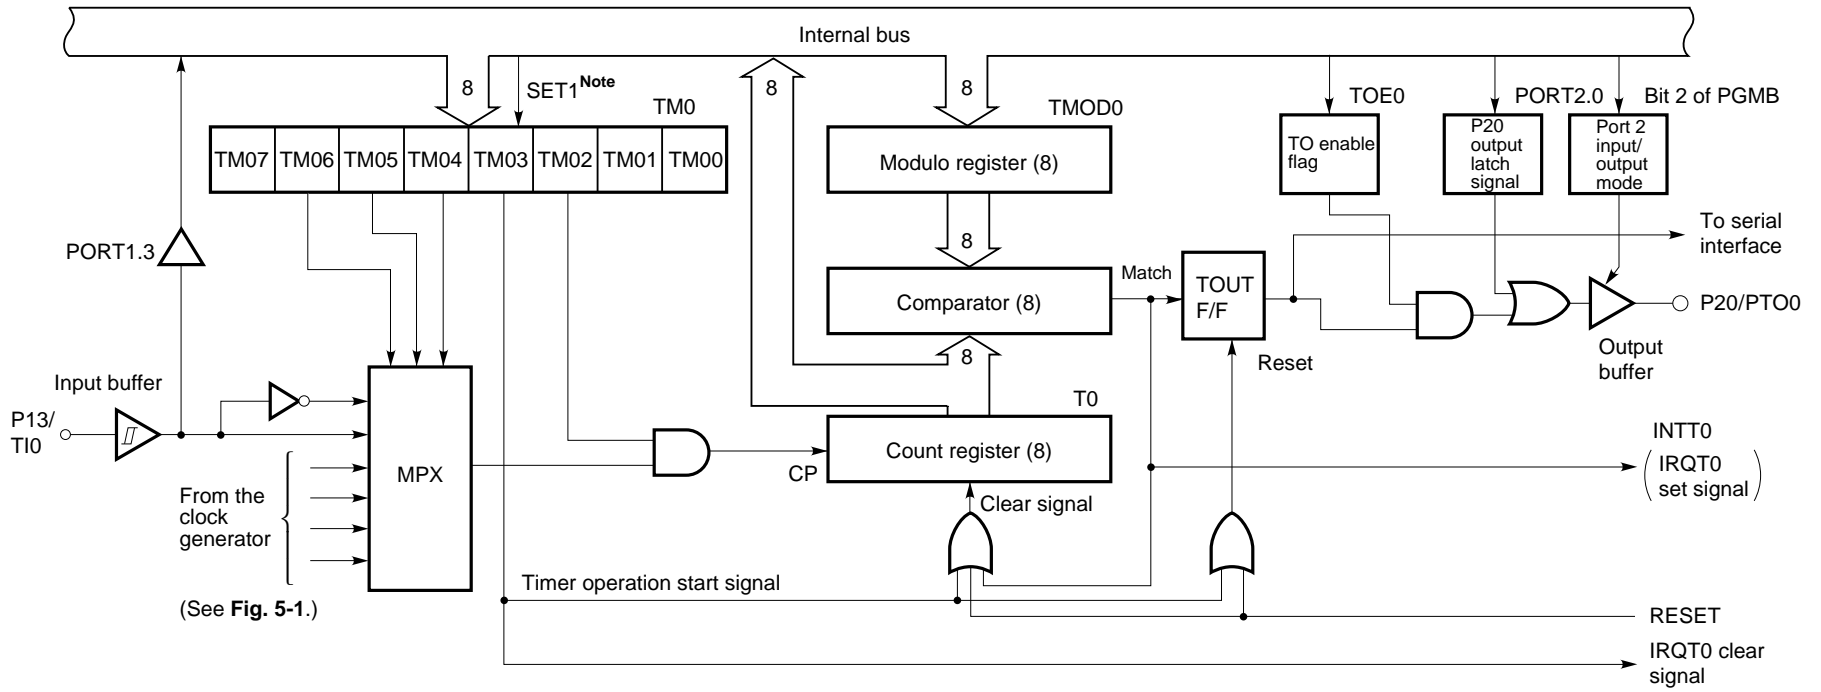 Internal bus
8
SET1Note
8
8
TM0
TMOD0
TOE0
PORT2.0
Bit 2 of PGMB
TM07 TM06 TM05 TM04 TM03 TM02 TM01 TM00
Modulo register (8)
TO enable
flag
P20
output
latch
signal
Port 2
input/
output
mode
PORT1.3
8
To serial
interface
Comparator (8)
Match
TOUT
F/F
P20/PTO0
8
Reset
Output
buffer
Input buffer
P13/
TI0
T0
Count register (8)
MPX
CP
INTT0
IRQT0
set signal
From the
clock
generator
Clear signal
(See Fig. 5-1.)
Timer operation start signal
RESET
IRQT0 clear
signal